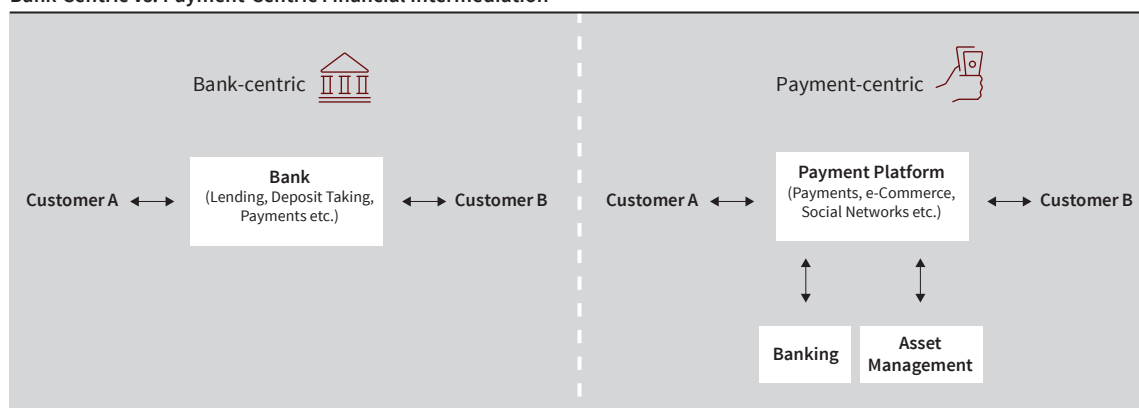 Bank-Centric vs. Payment-Centric Financial Intermediation
Bank-centric
Bank
(Lending, Deposit Taking,
Payments etc.)
Customer A
Customer B
Payment-centric
Payment Platform
(Payments, e-Commerce,
Social Networks etc.)
Customer A
Customer B
Banking
Asset
Management